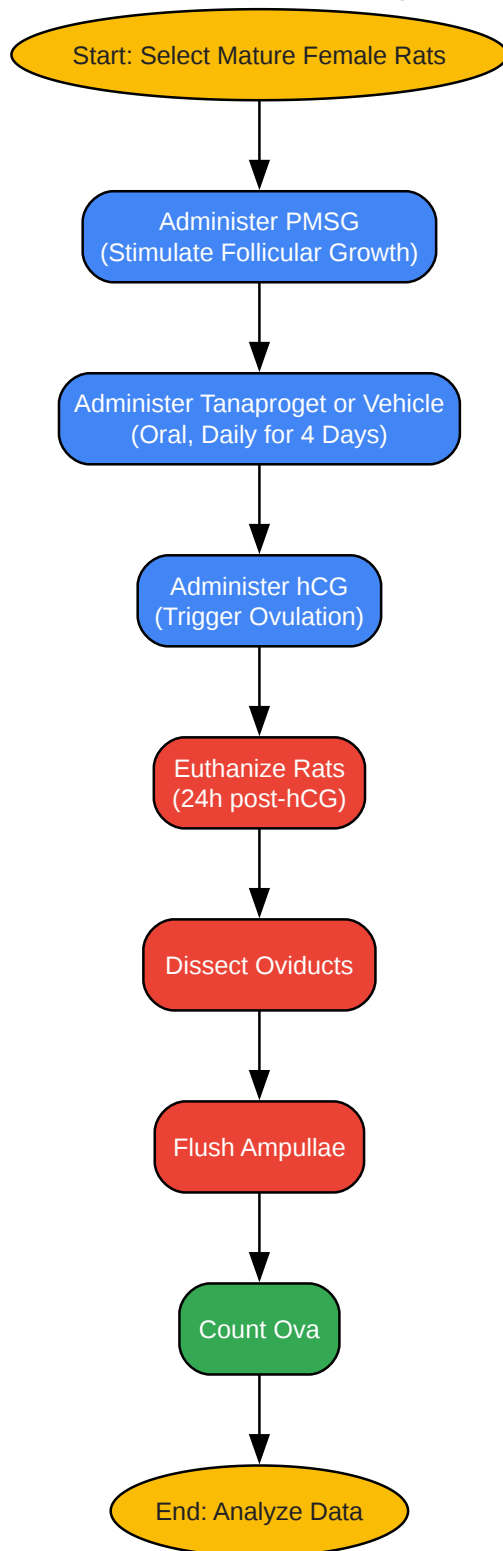 Start: Select Mature Female Rats
Administer PMSG
(Stimulate Follicular Growth)
Administer Tanaproget or Vehicle
(Oral, Daily for 4 Days)
Administer hCG
(Trigger Ovulation)
Euthanize Rats
(24h post-hCG)
Dissect Oviducts
Flush Ampullae
Count Ova
End: Analyze Data